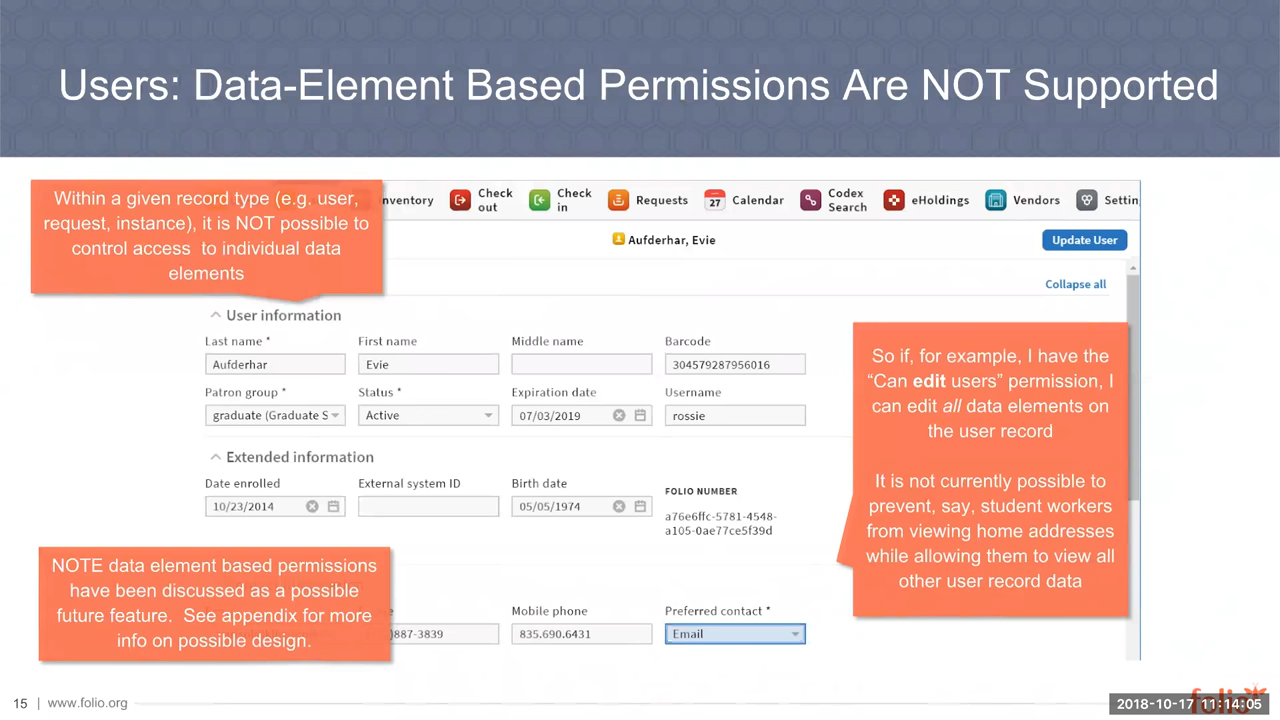 Users: Data-Element Based Permissions Are NOT Supported
Within a given record type (e.g. user,
request, instance), it is NOT possible to
control access to individual data
elements
nventory
Check
out
Check
in
Requests
27
Calendar
Codex
Search
eHoldings
Vendors
Settin
Aufderhar, Evie
Update User
Collapse all
User information
Last name *
First name
Middle name
Barcode
Aufderhar
Evie
304579287956016
Patron group *
Status *
Expiration date
Username
graduate (Graduate S
Active
07/03/2019
rossie
Extended information
Date enrolled
External system ID
Birth date
FOLIO NUMBER
10/23/2014
05/05/1974
a76e6ffc-5781-4548-
a105-0ae77ce5f39d
So if, for example, I have the
“Can edit users” permission, I
can edit all data elements on
the user record
It is not currently possible to
prevent, say, student workers
from viewing home addresses
while allowing them to view all
other user record data
NOTE data element based permissions
have been discussed as a possible
future feature. See appendix for more
info on possible design.
e
Mobile phone
Preferred contact *
)887-3839
835.690.6431
Email
15 | www.folio.org
folio
2018-10-17 11:14:05